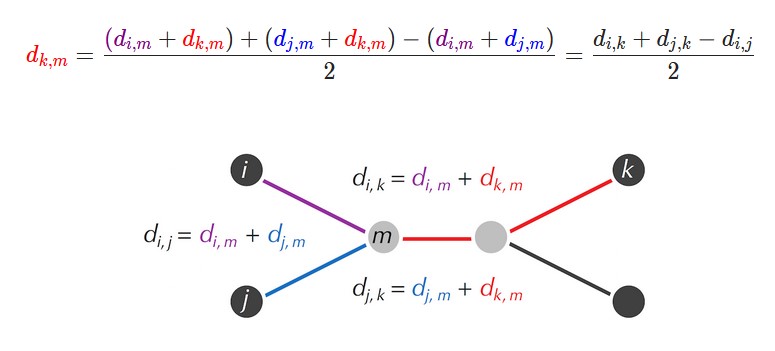 d_{k,m} = \frac{(d_{i,m} + d_{k,m}) + (d_{j,m} + d_{k,m}) - (d_{i,m} + d_{j,m})}{2} = \frac{d_{i,k} + d_{j,k} - d_{i,j}}{2}
i
d_{i,k} = d_{i,m} + d_{k,m}
k
d_{i,j} = d_{i,m} + d_{j,m}
m
j
d_{j,k} = d_{j,m} + d_{k,m}